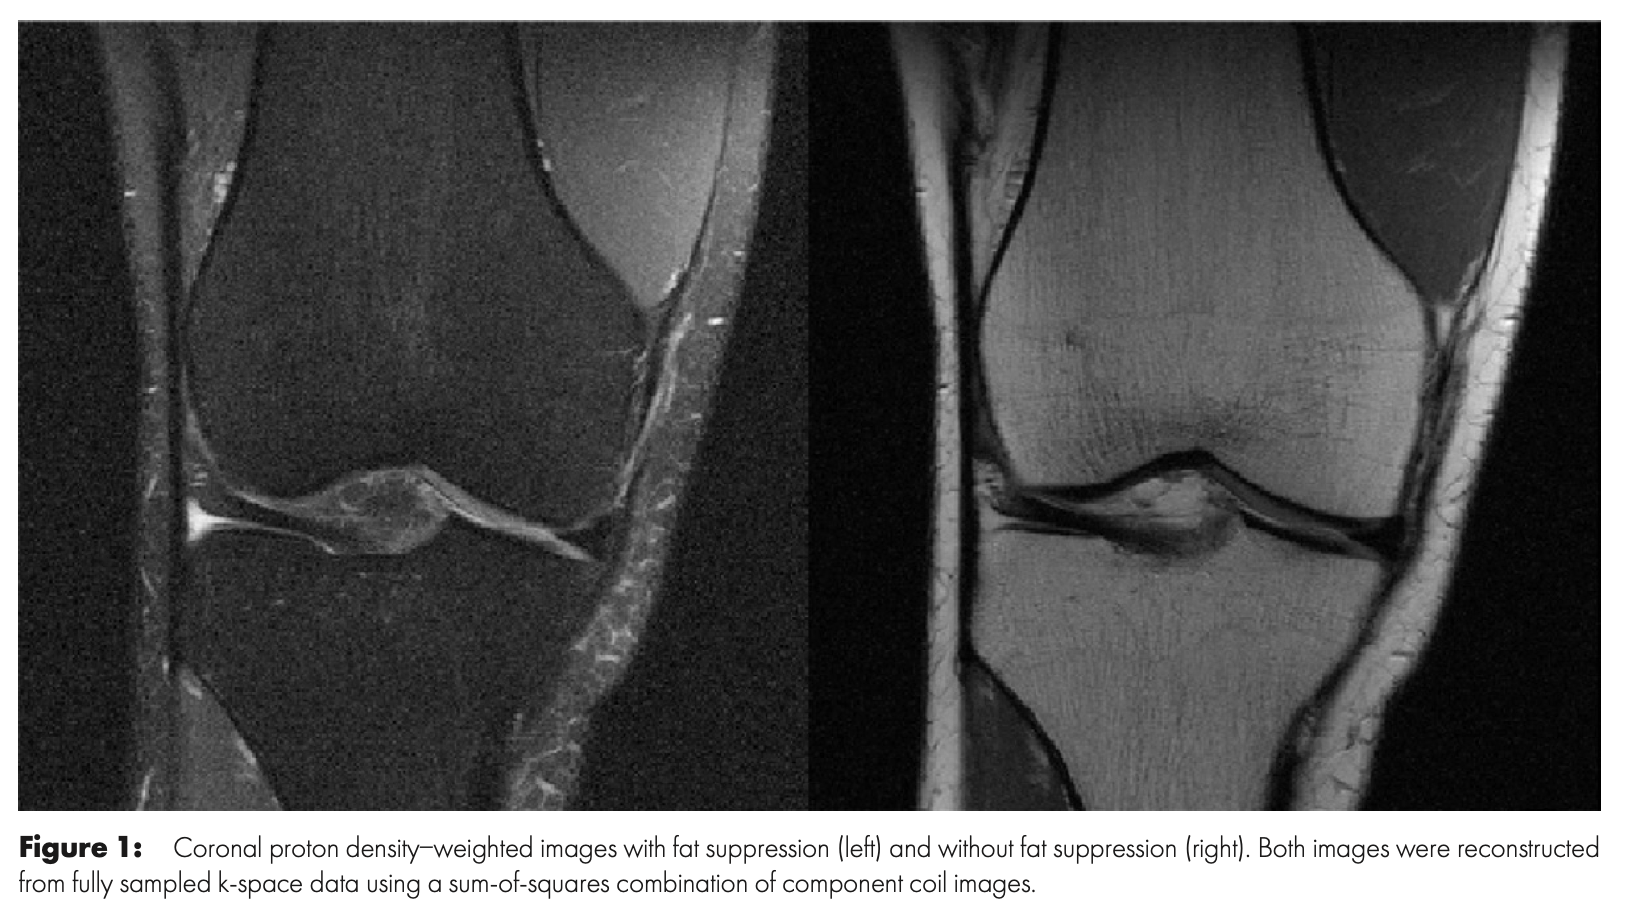 Figure 1: Coronal proton density–weighted images with fat suppression (left) and without fat suppression (right). Both images were reconstructed
from fully sampled k-space data using a sum-of-squares combination of component coil images.